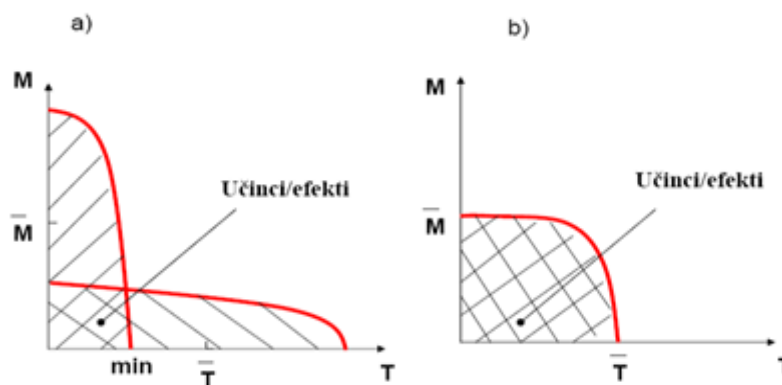 a)
M
Učinci/efekti
M̅
min
T̅
T
b)
M
Učinci/efekti
M̅
T̅
T